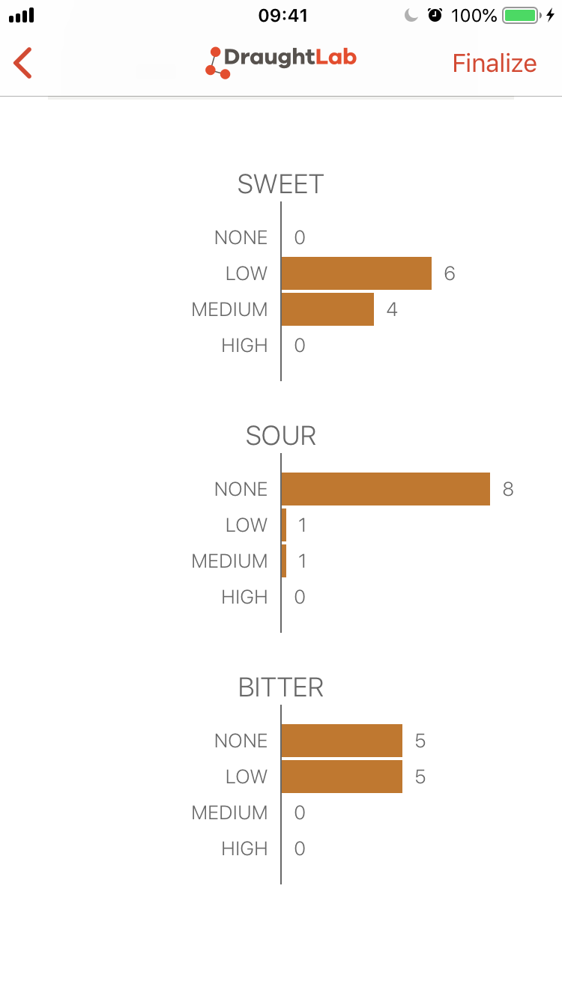 09:41 100%
DraughtLab Finalize
SWEET
NONE 0
LOW 6
MEDIUM 4
HIGH 0
SOUR
NONE 8
LOW 1
MEDIUM 1
HIGH 0
BITTER
NONE 5
LOW 5
MEDIUM 0
HIGH 0